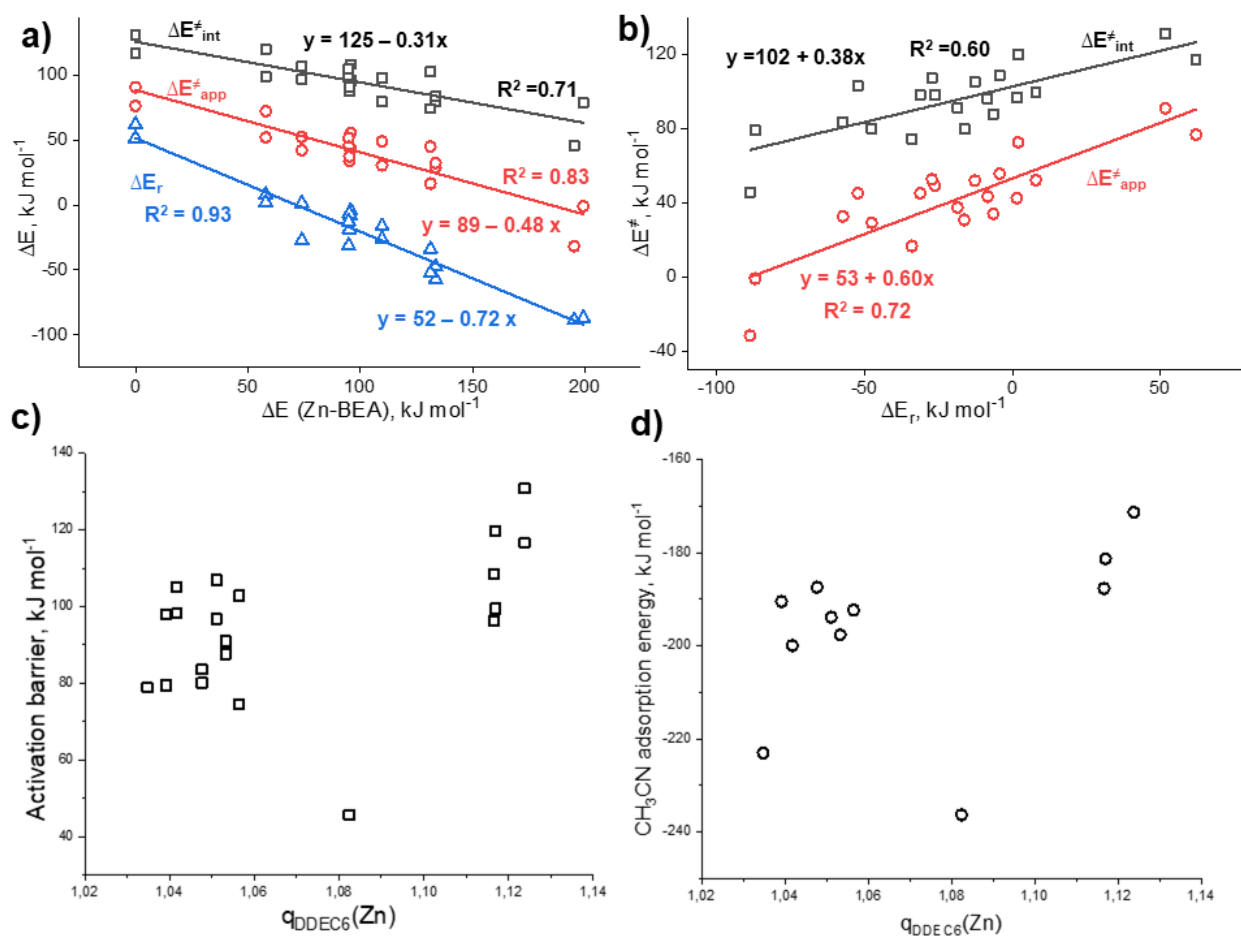 a)
ΔE≠int
y = 125 – 0.31x
R² = 0.71
ΔE≠app
R² = 0.83
ΔEr
R² = 0.93
y = 89 – 0.48 x
y = 52 – 0.72 x
100
50
0
-50
-100
ΔE, kJ mol⁻¹
0
50
100
150
200
ΔE (Zn-BEA), kJ mol⁻¹
b)
y =102 + 0.38x
R² = 0.60
ΔE≠int
ΔE≠app
y = 53 + 0.60x
R² = 0.72
120
80
40
0
-40
ΔE≠, kJ mol⁻¹
-100
-50
0
50
ΔEr, kJ mol⁻¹
c)
140
120
100
80
60
40
Activation barrier, kJ mol⁻¹
1,02
1,04
1,06
1,08
1,10
1,12
1,14
qDDEC6(Zn)
d)
-160
-180
-200
-220
-240
CH₃CN adsorption energy, kJ mol⁻¹
1,02
1,04
1,06
1,08
1,10
1,12
1,14
qDDEC6(Zn)